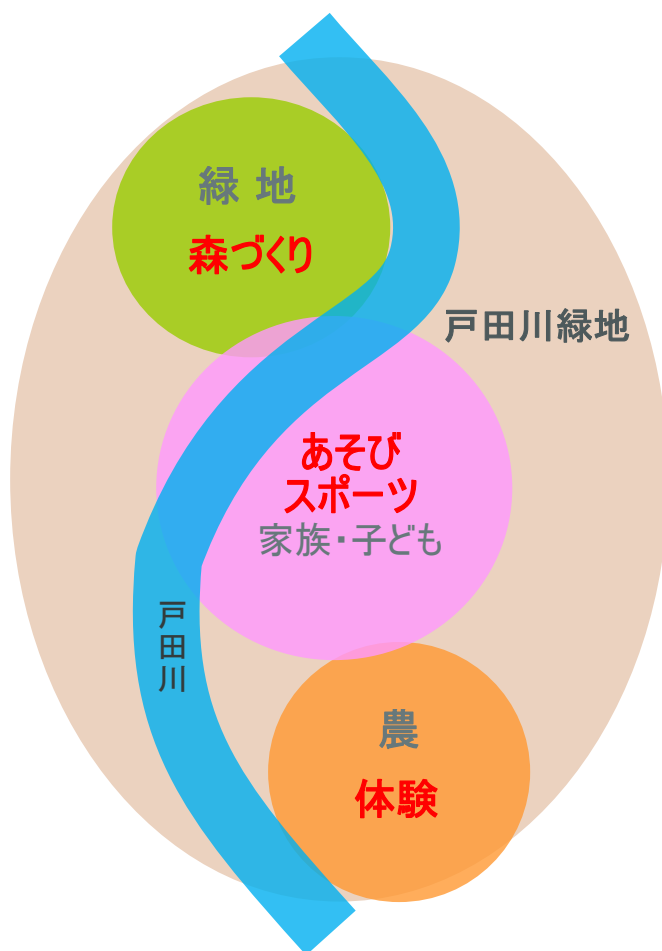 緑 地
森づくり
戸田川緑地
あそび
スポーツ
家族・子ども
戸田川
農
体験